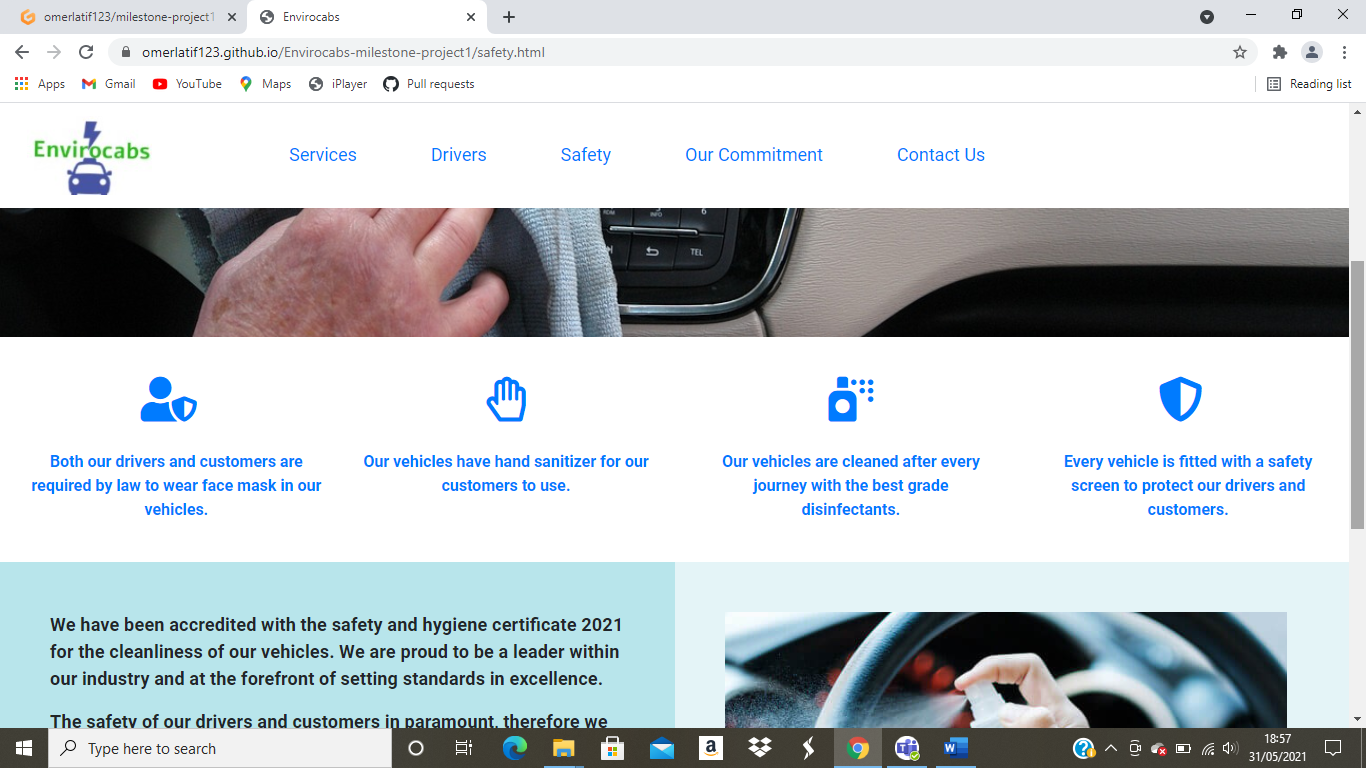 omerlatif123/milestone-project1
Envirocabs
omerlatif123.github.io/Envirocabs-milestone-project1/safety.html
Apps
Gmail
YouTube
Maps
iPlayer
Pull requests
Reading list
Envirocabs
Services
Drivers
Safety
Our Commitment
Contact Us
INFO
6
TEL
Both our drivers and customers are
required by law to wear face mask in our
vehicles.
Our vehicles have hand sanitizer for our
customers to use.
Our vehicles are cleaned after every
journey with the best grade
disinfectants.
Every vehicle is fitted with a safety
screen to protect our drivers and
customers.
We have been accredited with the safety and hygiene certificate 2021
for the cleanliness of our vehicles. We are proud to be a leader within
our industry and at the forefront of setting standards in excellence.
The safety of our drivers and customers in paramount, therefore we
Type here to search
18:57
31/05/2021